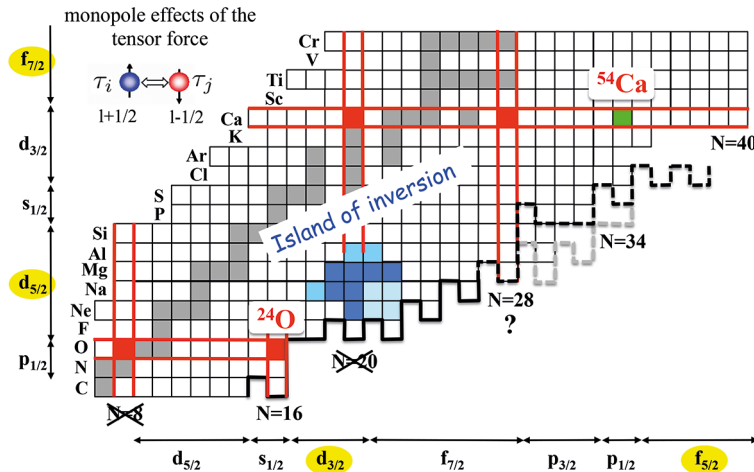 monopole effects of the
tensor force
τi ⇔ τj
l+1/2 l-1/2
f7/2
d3/2
s1/2
d5/2
p1/2
Cr
V
Ti
Sc
Ca
K
Ar
Cl
S
P
Si
Al
Mg
Na
Ne
F
O
N
C
54Ca
N=40
Island of inversion
N=34
N=28
?
24O
N=20
N=8
N=16
d5/2 s1/2 d3/2 f7/2 p3/2 p1/2 f5/2